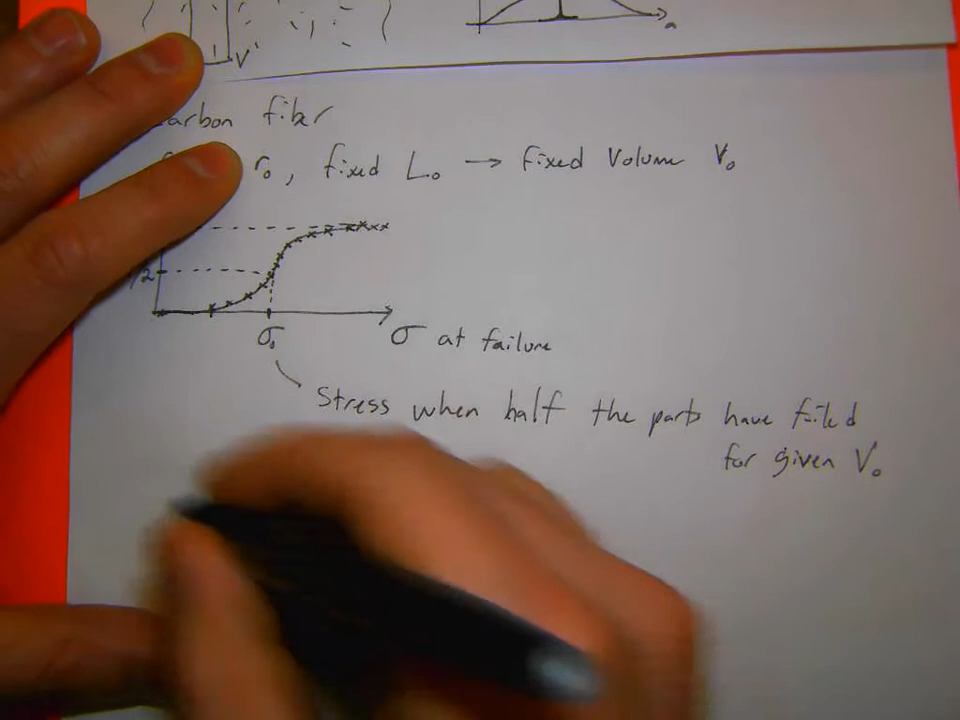 V'
a
arbon fiber
r₀, fixed L₀ → fixed Volume V₀
/2
σ₀
σ at failure
Stress when half the parts have failed
for given V₀